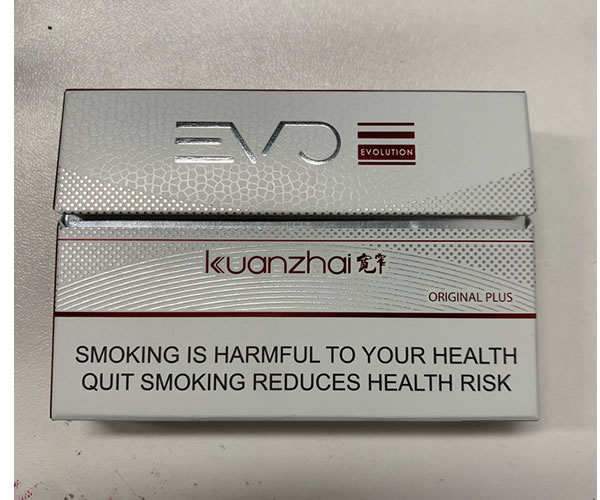 EVO
EVOLUTION
kuanzhai 宽窄
ORIGINAL PLUS
SMOKING IS HARMFUL TO YOUR HEALTH
QUIT SMOKING REDUCES HEALTH RISK